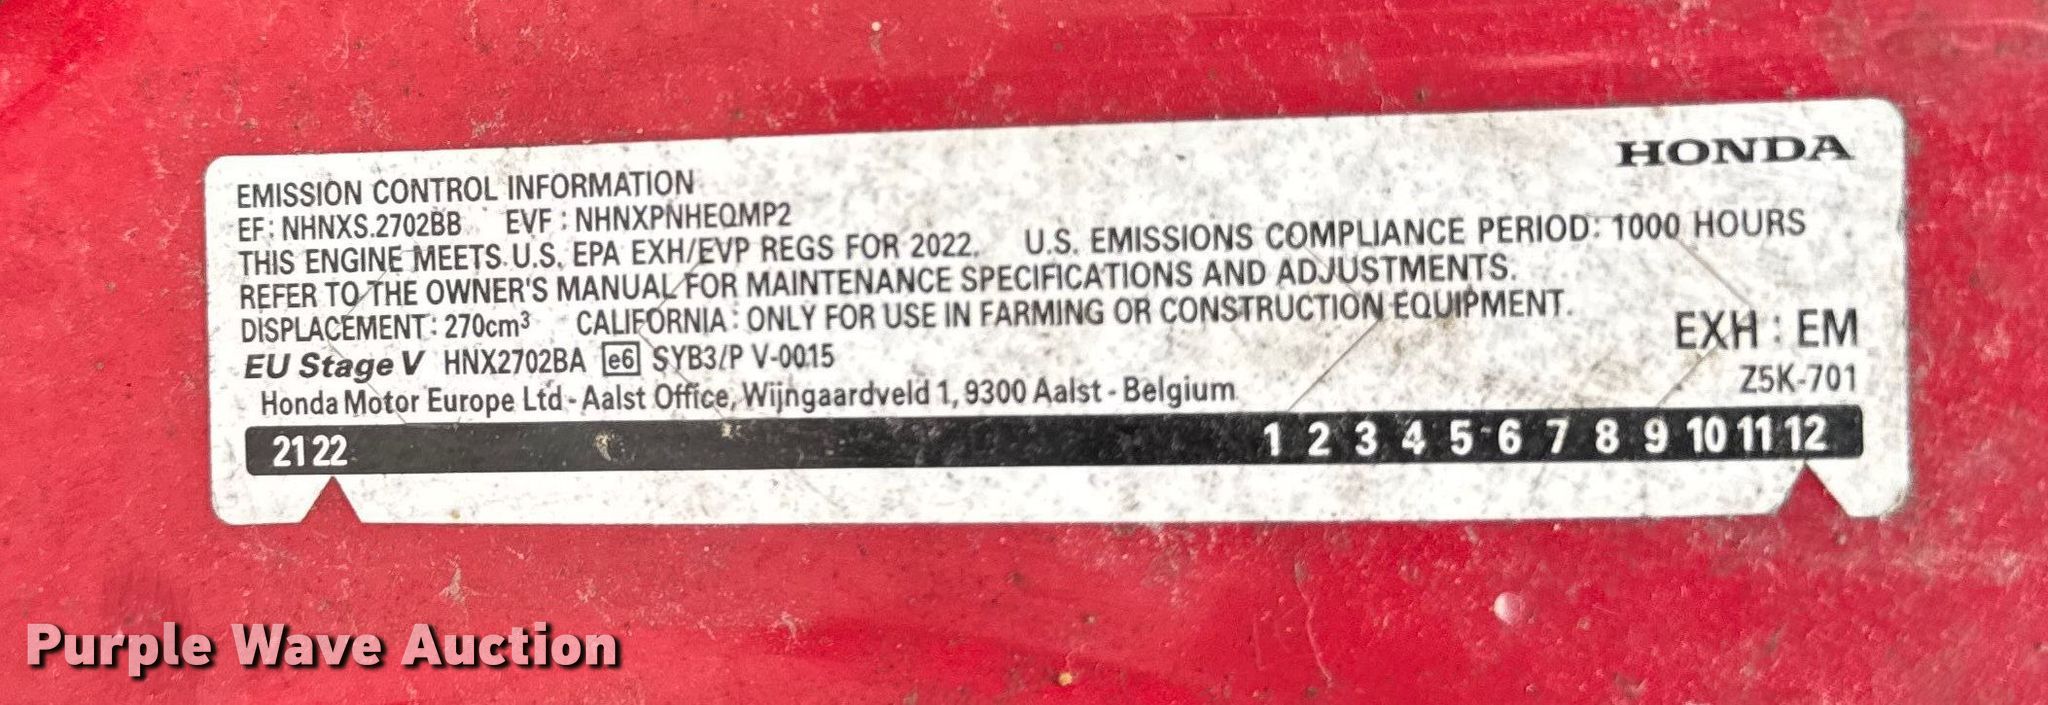 HONDA
EMISSION CONTROL INFORMATION
EF: NHNXS.2702BB EVF : NHNXPNHEQMP2
THIS ENGINE MEETS U.S. EPA EXH/EVP REGS FOR 2022. U.S. EMISSIONS COMPLIANCE PERIOD: 1000 HOURS
REFER TO THE OWNER'S MANUAL FOR MAINTENANCE SPECIFICATIONS AND ADJUSTMENTS.
DISPLACEMENT : 270cm³ CALIFORNIA : ONLY FOR USE IN FARMING OR CONSTRUCTION EQUIPMENT.
EXH : EM
EU Stage V HNX2702BA e6 SYB3/P V-0015
Z5K-701
Honda Motor Europe Ltd - Aalst Office, Wijngaardveld 1, 9300 Aalst - Belgium
21 22 1 2 3 4 5 6 7 8 9 10 11 12
Purple Wave Auction